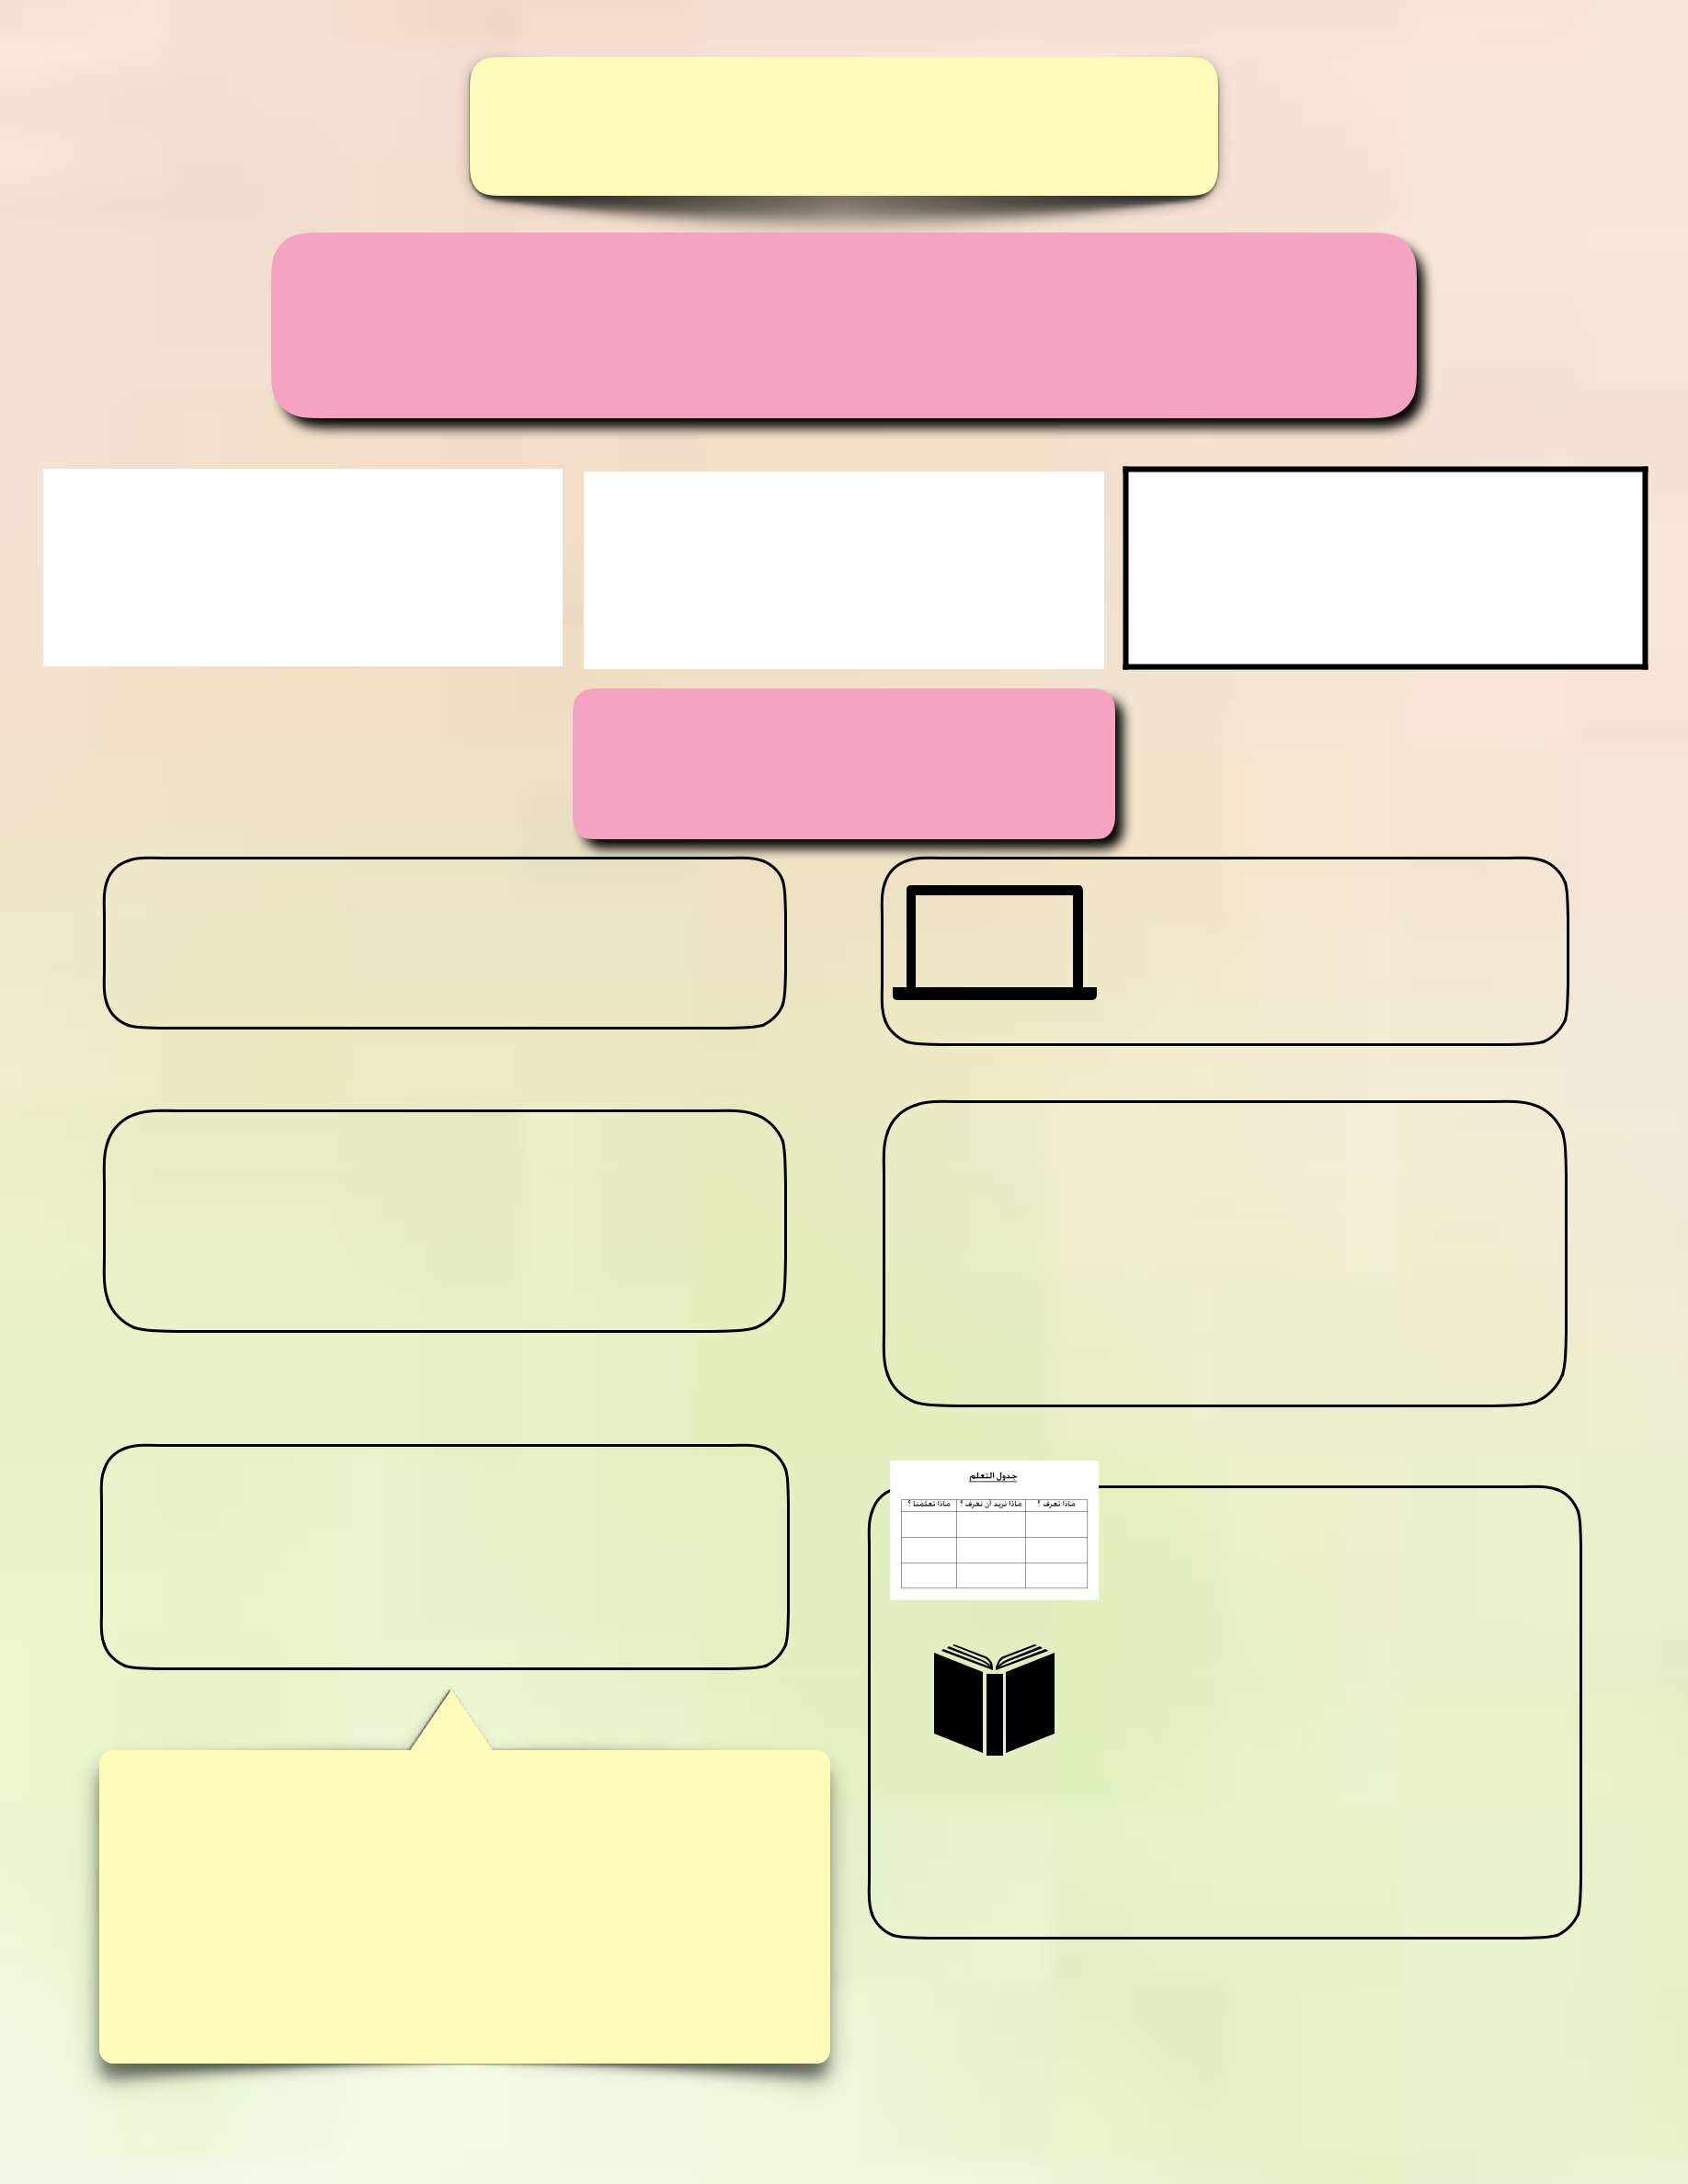 جدول التعلم
ماذا نعرف ؟ ماذا نريد أن نعرف ؟ ماذا تعلمنا ؟